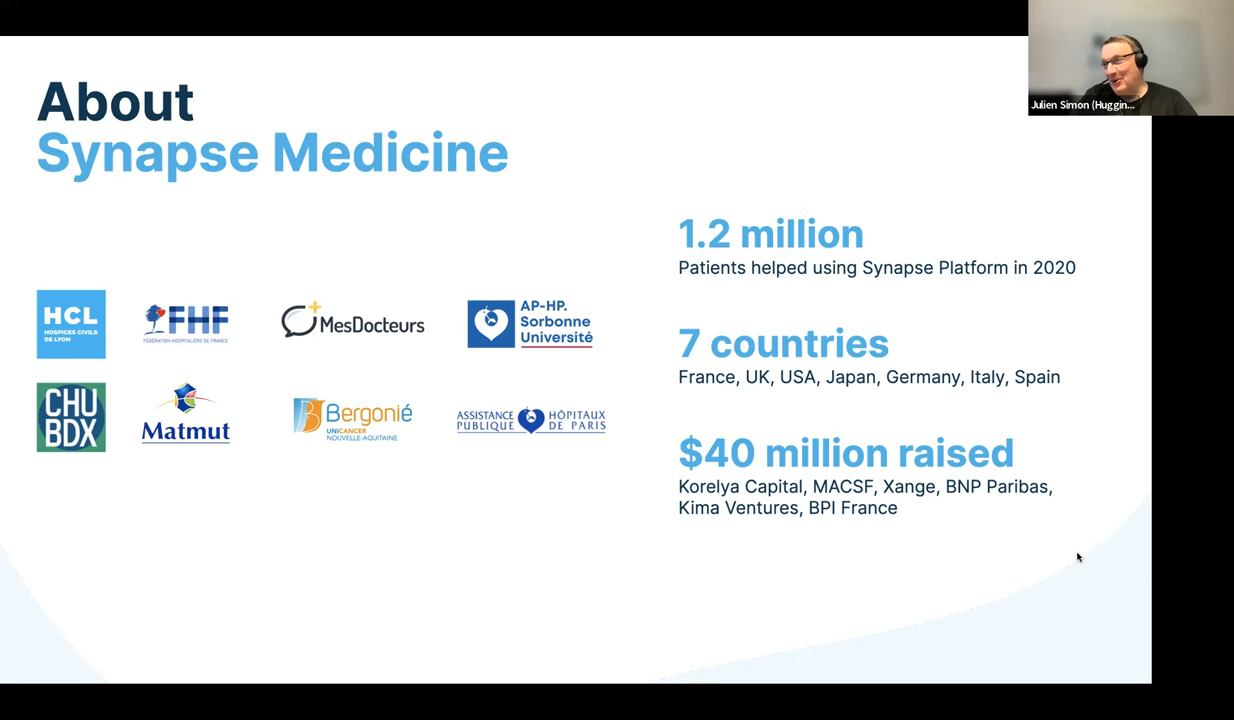 About
Synapse Medicine
HCL
HOSPICES CIVILS
DE LYON
FHF
FÉDÉRATION HOSPITALIÈRE DE FRANCE
MesDocteurs
AP-HP.
Sorbonne
Université
CHU
BDX
Matmut
Bergonié
UNICANCER
NOUVELLE-AQUITAINE
ASSISTANCE HÔPITAUX
PUBLIQUE DE PARIS
1.2 million
Patients helped using Synapse Platform in 2020
7 countries
France, UK, USA, Japan, Germany, Italy, Spain
$40 million raised
Korelya Capital, MACSF, Xange, BNP Paribas,
Kima Ventures, BPI France
Julien Simon (Huggin...